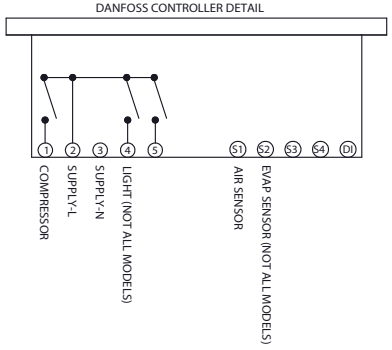 DANFOSS CONTROLLER DETAIL
1 2 3 4 5 S1 S2 S3 S4 DI
COMPRESSOR
SUPPLY-L
SUPPLY-N
LIGHT (NOT ALL MODELS)
AIR SENSOR
EVAP SENSOR (NOT ALL MODELS)